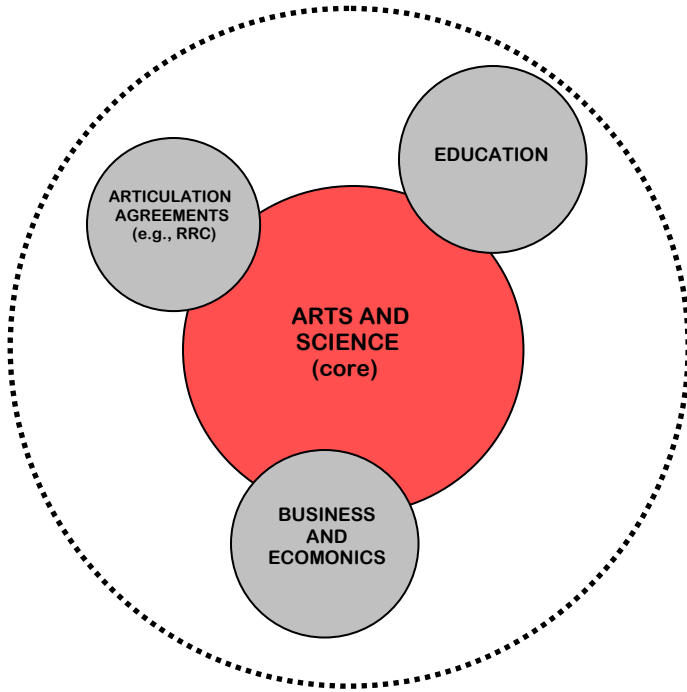 EDUCATION
ARTICULATION
AGREEMENTS
(e.g., RRC)
ARTS AND
SCIENCE
(core)
BUSINESS
AND
ECOMONICS